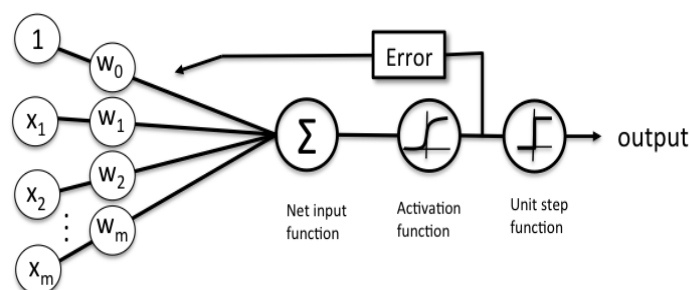 1
w0
Error
x1
w1
Σ
output
x2
w2
⋮
wm
xm
Net input
function
Activation
function
Unit step
function